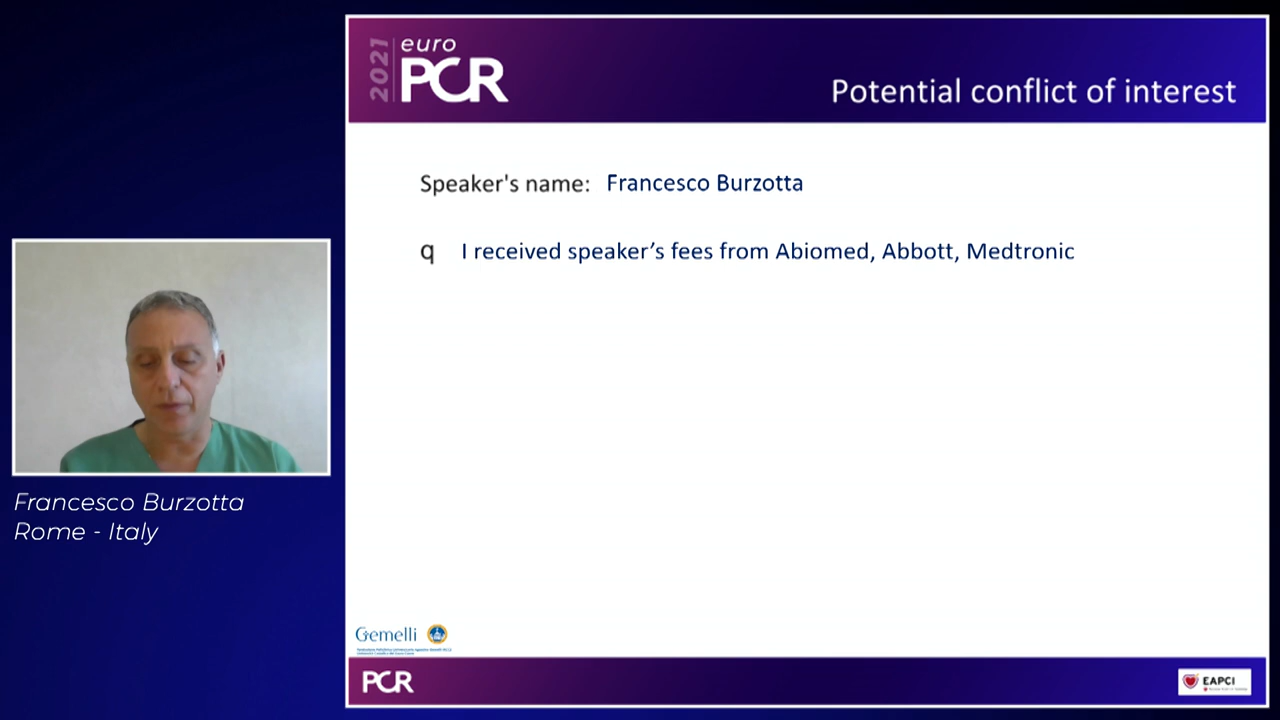 2021
euro
PCR
Potential conflict of interest
Speaker's name: Francesco Burzotta
q I received speaker’s fees from Abiomed, Abbott, Medtronic
Francesco Burzotta
Rome - Italy
Gemelli
PCR
EAPCI